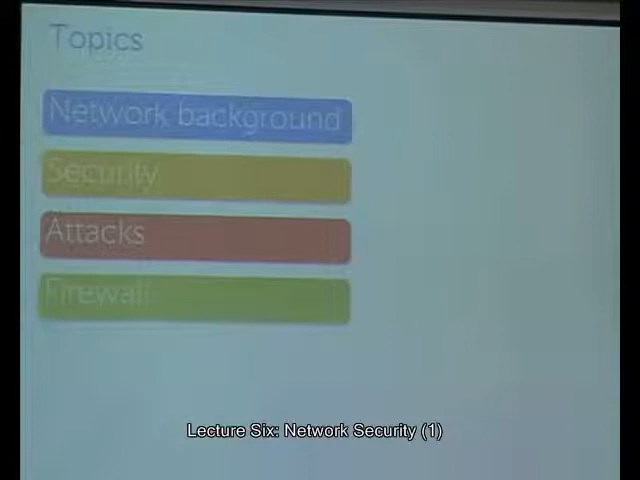 Topics
Network background
Security
Attacks
Firewall
Lecture Six: Network Security (1)